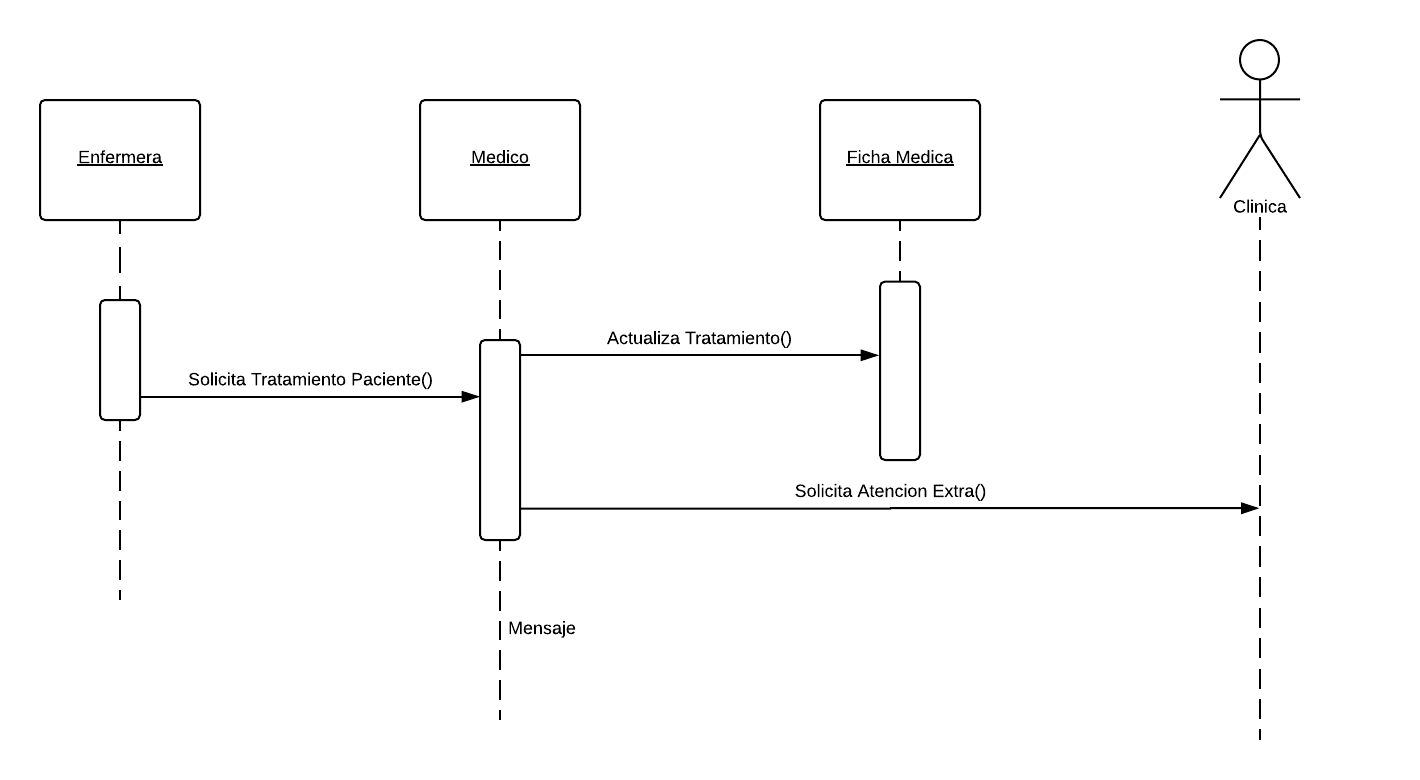 Enfermera
Medico
Ficha Medica
Clinica
Actualiza Tratamiento()
Solicita Tratamiento Paciente()
Solicita Atencion Extra()
Mensaje